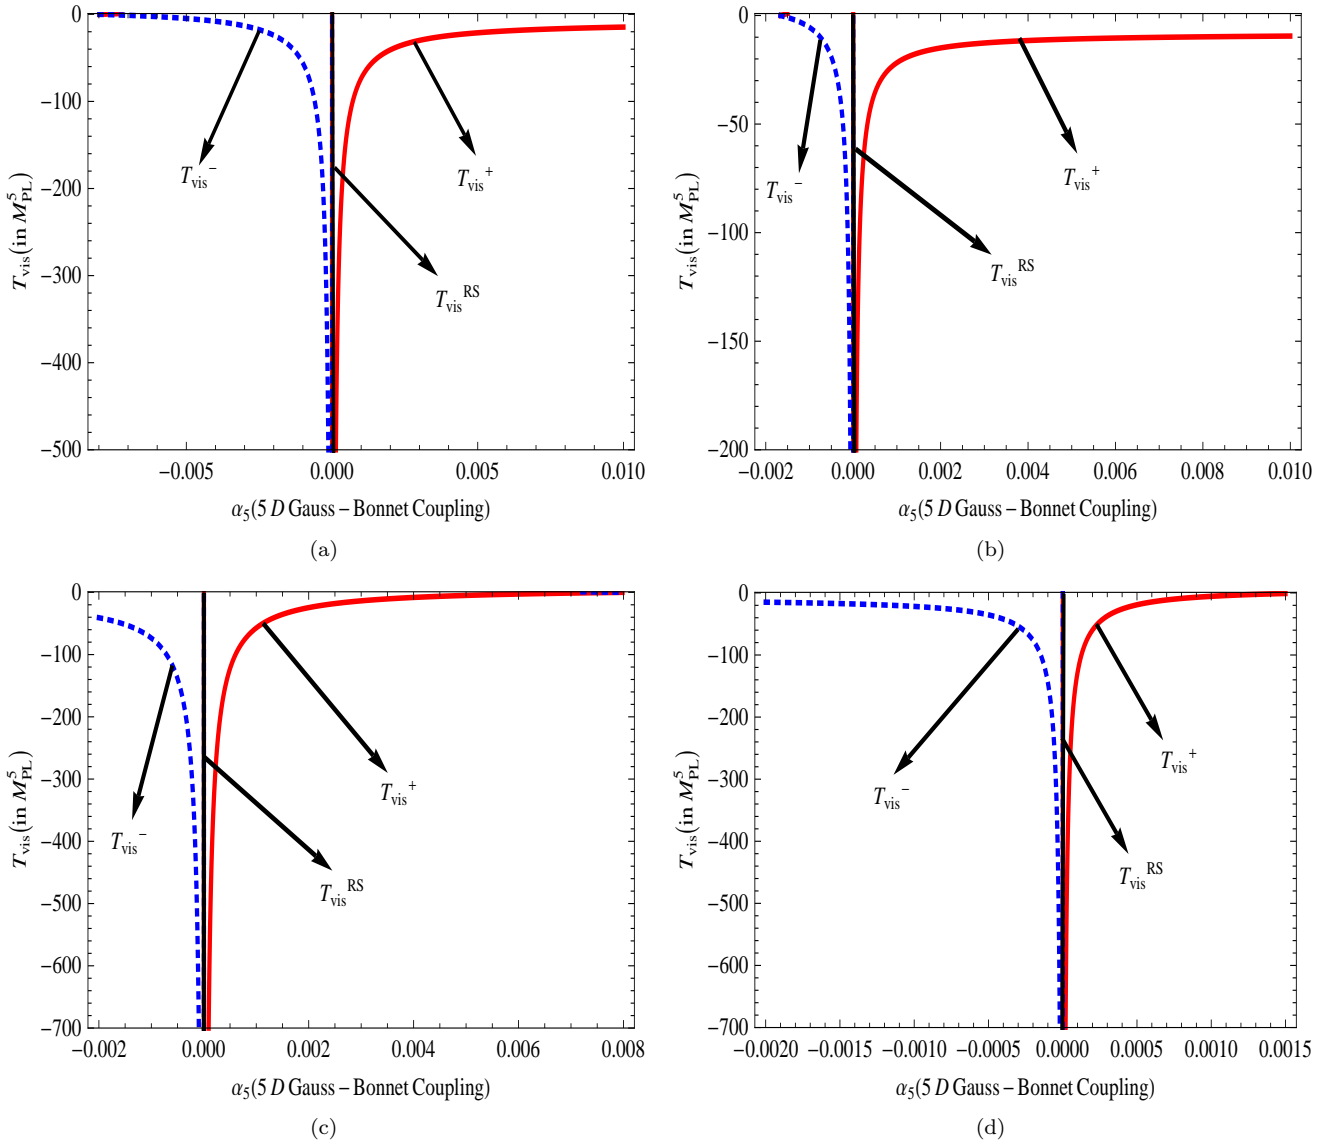 0
−100
−200
−300
−400
−500
−0.005
0.000
0.005
0.010
T_vis (in M_PL^5)
α_5(5 D Gauss – Bonnet Coupling)
T_vis^−
T_vis^+
T_vis^RS
(a)
0
−50
−100
−150
−200
−0.002
0.000
0.002
0.004
0.006
0.008
0.010
T_vis (in M_PL^5)
α_5(5 D Gauss – Bonnet Coupling)
T_vis^−
T_vis^+
T_vis^RS
(b)
0
−100
−200
−300
−400
−500
−600
−700
−0.002
0.000
0.002
0.004
0.006
0.008
T_vis (in M_PL^5)
α_5(5 D Gauss – Bonnet Coupling)
T_vis^−
T_vis^+
T_vis^RS
(c)
0
−100
−200
−300
−400
−500
−600
−700
−0.0020
−0.0015
−0.0010
−0.0005
0.0000
0.0005
0.0010
0.0015
T_vis (in M_PL^5)
α_5(5 D Gauss – Bonnet Coupling)
T_vis^−
T_vis^+
T_vis^RS
(d)